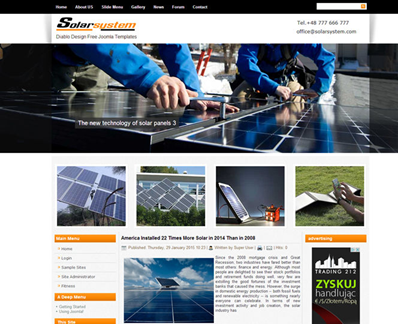 Home About US Slide Menu Gallery News Forum Contact
Solarsystem
Diablo Design Free Joomla Templates
Tel.+48 777 666 777
office@solarsystem.com
The new technology of solar panels 3
Main Menu
Home
Login
Sample Sites
Site Administrator
Fitness
A Deep Menu
Getting Started
Using Joomla!
This Site
America Installed 22 Times More Solar in 2014 Than in 2008
Published: Thursday, 29 January 2015 10:23 | Written by Super User | | | Hits: 0
Since the 2008 mortgage crisis and Great
Recession, two industries have fared better than
most others: finance and energy. Although most
people are delighted to see their stock portfolios
and retirement funds doing well, very few are
extolling the good fortunes of the investment
banks that caused the mess. However, the surge
in domestic energy production – both fossil fuels
and renewable electricity – is something nearly
everyone can celebrate. In terms of new
investment activity and job creation, the solar
industry has
advertising
TRADING 212
ZYSKUJ
handlując